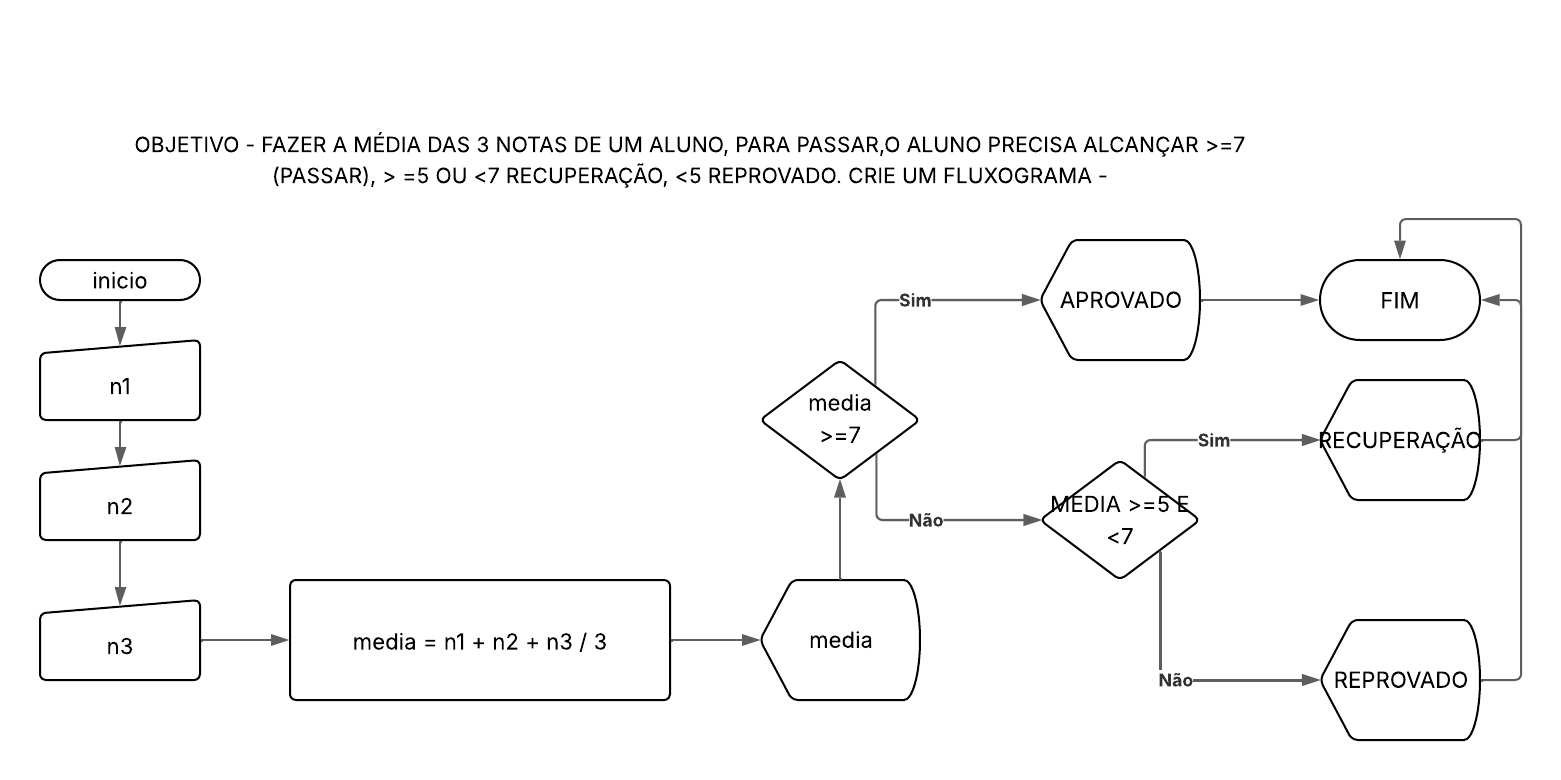 OBJETIVO - FAZER A MÉDIA DAS 3 NOTAS DE UM ALUNO, PARA PASSAR,O ALUNO PRECISA ALCANÇAR >=7
(PASSAR), > =5 OU <7 RECUPERAÇÃO, <5 REPROVADO. CRIE UM FLUXOGRAMA -
inicio
n1
n2
n3
media = n1 + n2 + n3 / 3
media
media
>=7
Sim
APROVADO
FIM
Não
MEDIA >=5 E
<7
Sim
RECUPERAÇÃO
Não
REPROVADO